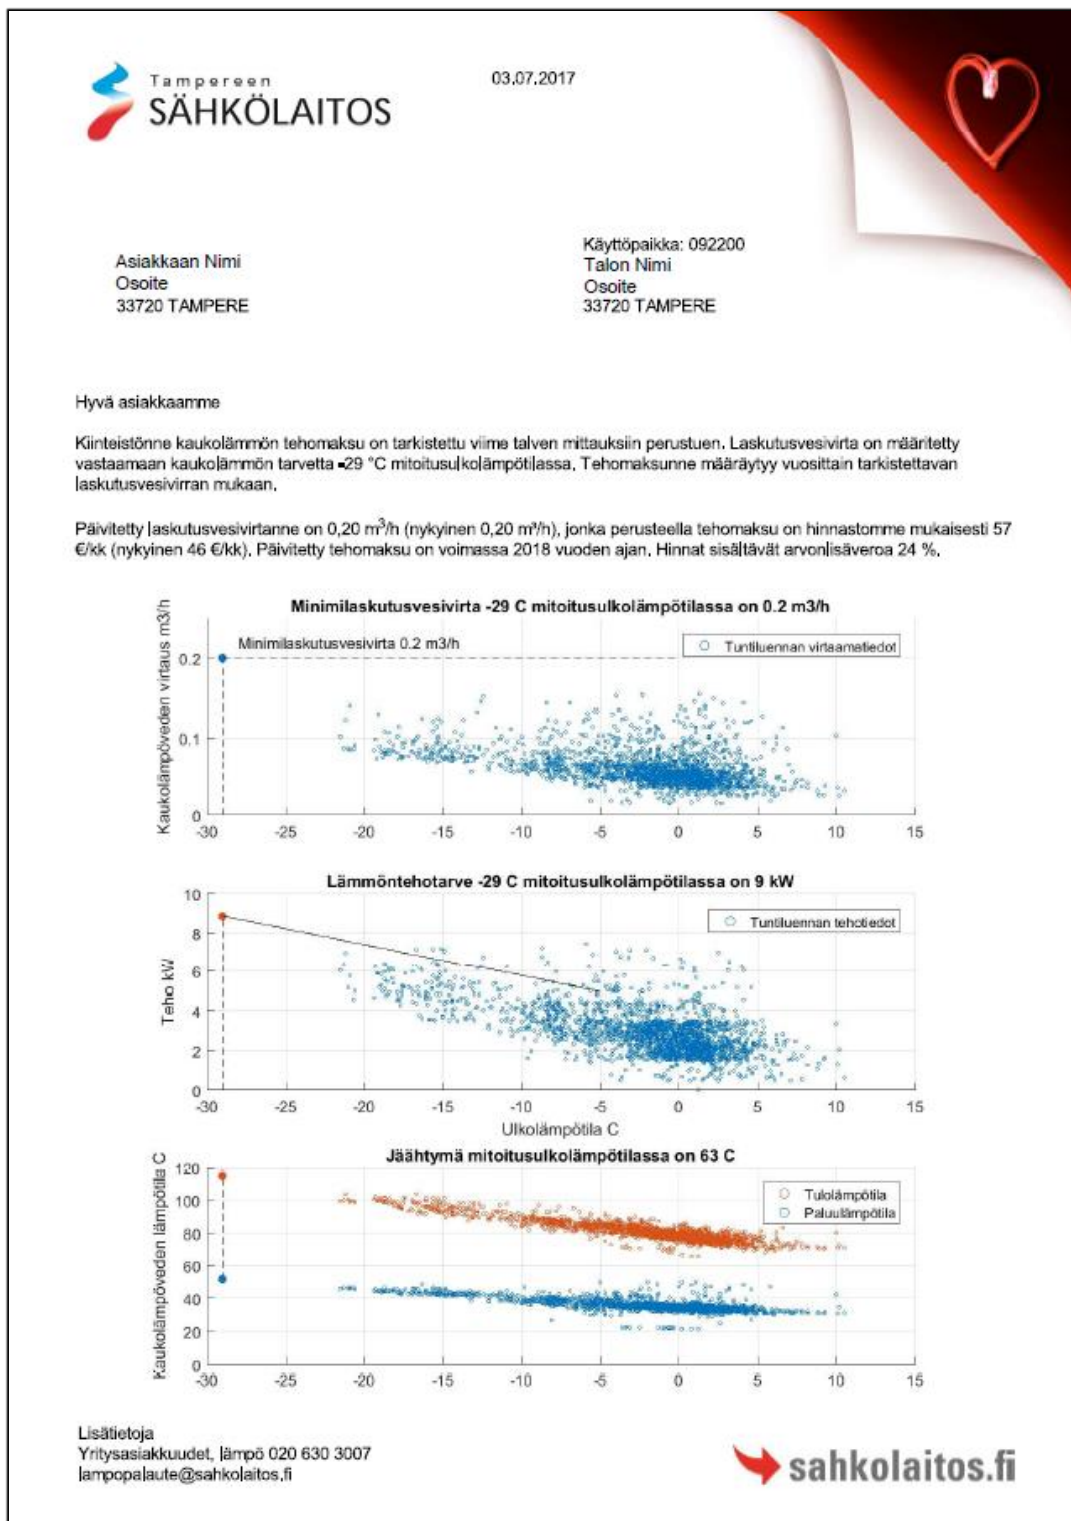 Tampereen
SÄHKÖLAITOS
03.07.2017
Asiakkaan Nimi
Osoite
33720 TAMPERE
Käyttöpaikka: 092200
Talon Nimi
Osoite
33720 TAMPERE
Hyvä asiakkaamme
Kiinteistönne kaukolämmön tehomaksu on tarkistettu viime talven mittauksiin perustuen. Laskutusvesivirta on määritetty
vastaamaan kaukolämmön tarvetta -29 °C mitoitusulkolämpötilassa. Tehomaksunne määräytyy vuosittain tarkistettavan
laskutusvesivirran mukaan.
Päivitetty laskutusvesivirtanne on 0,20 m³/h (nykyinen 0,20 m³/h), jonka perusteella tehomaksu on hinnastomme mukaisesti 57
€/kk (nykyinen 46 €/kk). Päivitetty tehomaksu on voimassa 2018 vuoden ajan. Hinnat sisältävät arvonlisäveroa 24 %.
Minimilaskutusvesivirta -29 C mitoitusulkolämpötilassa on 0.2 m3/h
Kaukolämpöveden virtaus m3/h
Minimilaskutusvesivirta 0.2 m3/h
Tuntiluennan virtaamatiedot
0.2
0.1
0
-30 -25 -20 -15 -10 -5 0 5 10 15
Lämmöntehotarve -29 C mitoitusulkolämpötilassa on 9 kW
Teho kW
Tuntiluennan tehotiedot
10
8
6
4
2
0
-30 -25 -20 -15 -10 -5 0 5 10 15
Ulkolämpötila C
Jäähtymä mitoitusulkolämpötilassa on 63 C
Kaukolämpöveden lämpötila C
Tulolämpötila
Paluulämpötila
120
100
80
60
40
20
0
-30 -25 -20 -15 -10 -5 0 5 10 15
Lisätietoja
Yritysasiakkuudet, lämpö 020 630 3007
lampopalaute@sahkolaitos.fi
sahkolaitos.fi